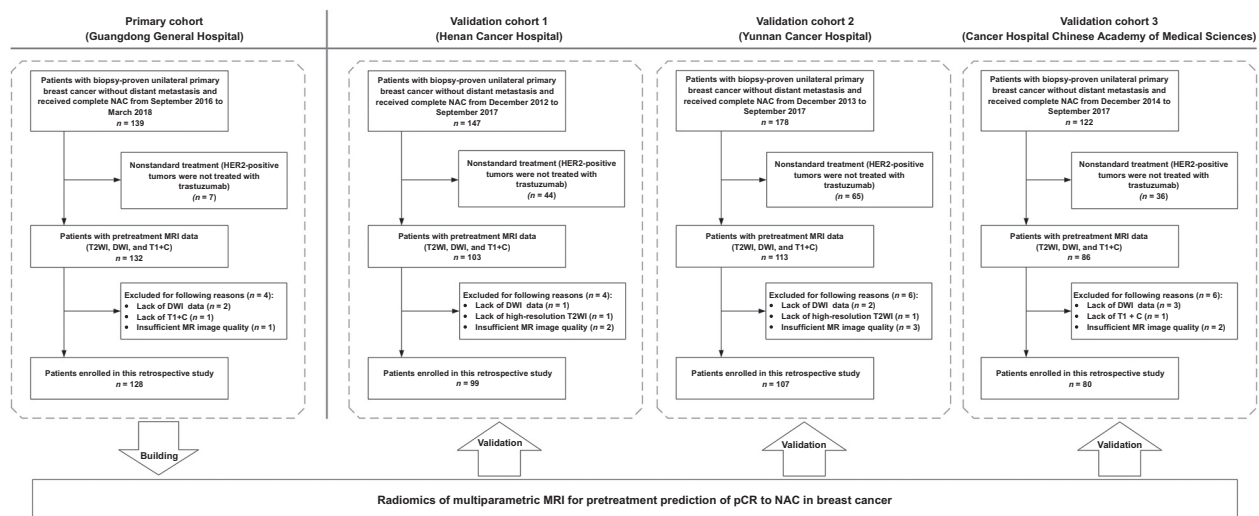 Primary cohort
(Guangdong General Hospital)
Patients with biopsy-proven unilateral primary
breast cancer without distant metastasis and
received complete NAC from September 2016 to
March 2018
n = 139
Nonstandard treatment (HER2-positive
tumors were not treated with
trastuzumab)
(n = 7)
Patients with pretreatment MRI data
(T2WI, DWI, and T1+C)
n = 132
Excluded for following reasons (n = 4):
• Lack of DWI data (n = 2)
• Lack of T1+C (n = 1)
• Insufficient MR image quality (n = 1)
Patients enrolled in this retrospective study
n = 128
Building
Validation cohort 1
(Henan Cancer Hospital)
Patients with biopsy-proven unilateral primary
breast cancer without distant metastasis and
received complete NAC from December 2012 to
September 2017
n = 147
Nonstandard treatment (HER2-positive
tumors were not treated with
trastuzumab)
(n = 44)
Patients with pretreatment MRI data
(T2WI, DWI, and T1+C)
n = 103
Excluded for following reasons (n = 4):
• Lack of DWI data (n = 1)
• Lack of high-resolution T2WI (n = 1)
• Insufficient MR image quality (n = 2)
Patients enrolled in this retrospective study
n = 99
Validation
Validation cohort 2
(Yunnan Cancer Hospital)
Patients with biopsy-proven unilateral primary
breast cancer without distant metastasis and
received complete NAC from December 2013 to
September 2017
n = 178
Nonstandard treatment (HER2-positive
tumors were not treated with
trastuzumab)
(n = 65)
Patients with pretreatment MRI data
(T2WI, DWI, and T1+C)
n = 113
Excluded for following reasons (n = 6):
• Lack of DWI data (n = 2)
• Lack of high-resolution T2WI (n = 1)
• Insufficient MR image quality (n = 3)
Patients enrolled in this retrospective study
n = 107
Validation
Validation cohort 3
(Cancer Hospital Chinese Academy of Medical Sciences)
Patients with biopsy-proven unilateral primary
breast cancer without distant metastasis and
received complete NAC from December 2014 to
September 2017
n = 122
Nonstandard treatment (HER2-positive
tumors were not treated with
trastuzumab)
(n = 36)
Patients with pretreatment MRI data
(T2WI, DWI, and T1+C)
n = 86
Excluded for following reasons (n = 6):
• Lack of DWI data (n = 3)
• Lack of T1 + C (n = 1)
• Insufficient MR image quality (n = 2)
Patients enrolled in this retrospective study
n = 80
Validation
Radiomics of multiparametric MRI for pretreatment prediction of pCR to NAC in breast cancer